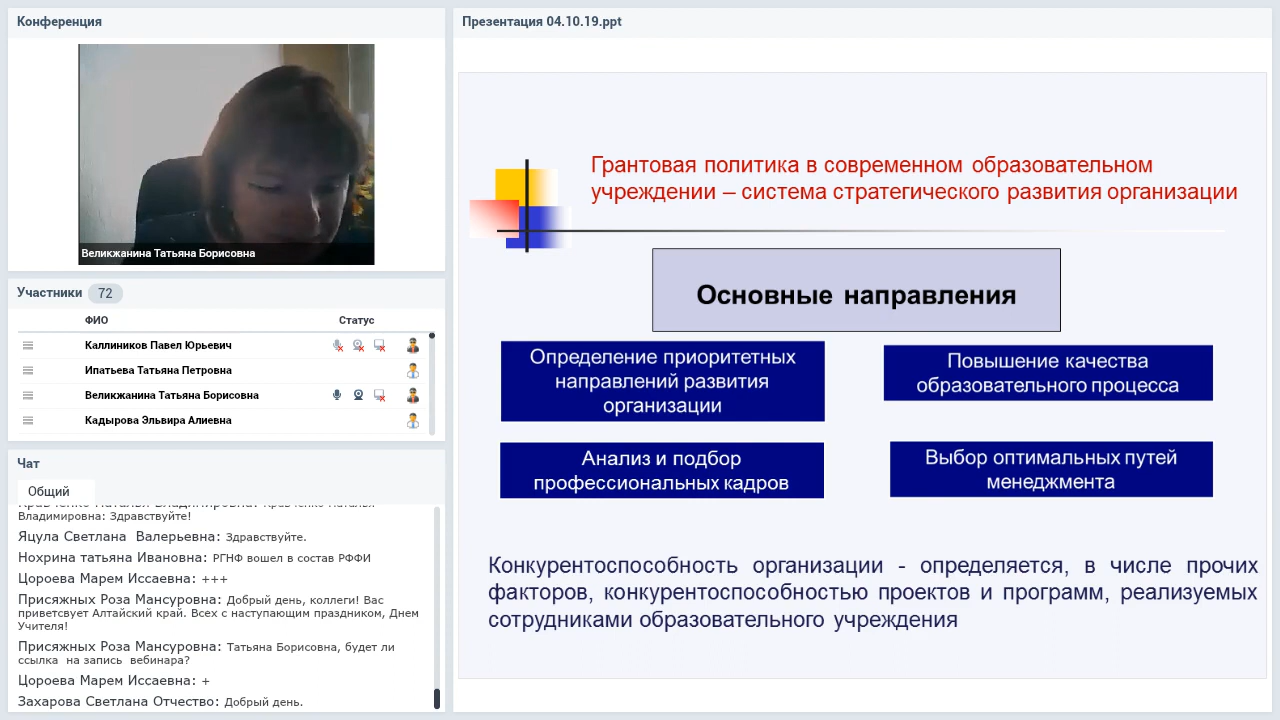 Конференция
Великжанина Татьяна Борисовна
Участники 72
ФИО Статус
Каллиников Павел Юрьевич
Ипатьева Татьяна Петровна
Великжанина Татьяна Борисовна
Кадырова Эльвира Алиевна
Чат
Общий
Владимировна: Здравствуйте!
Яцула Светлана Валерьевна: Здравствуйте.
Нохрина татьяна Ивановна: РГНФ вошел в состав РФФИ
Цороева Марем Иссаевна: +++
Присяжных Роза Мансуровна: Добрый день, коллеги! Вас
приветсвует Алтайский край. Всех с наступающим праздником, Днем
Учителя!
Присяжных Роза Мансуровна: Татьяна Борисовна, будет ли
ссылка на запись вебинара?
Цороева Марем Иссаевна: +
Захарова Светлана Отчество: Добрый день.
Презентация 04.10.19.ppt
Грантовая политика в современном образовательном
учреждении – система стратегического развития организации
Основные направления
Определение приоритетных
направлений развития
организации
Повышение качества
образовательного процесса
Анализ и подбор
профессиональных кадров
Выбор оптимальных путей
менеджмента
Конкурентоспособность организации - определяется, в числе прочих
факторов, конкурентоспособностью проектов и программ, реализуемых
сотрудниками образовательного учреждения